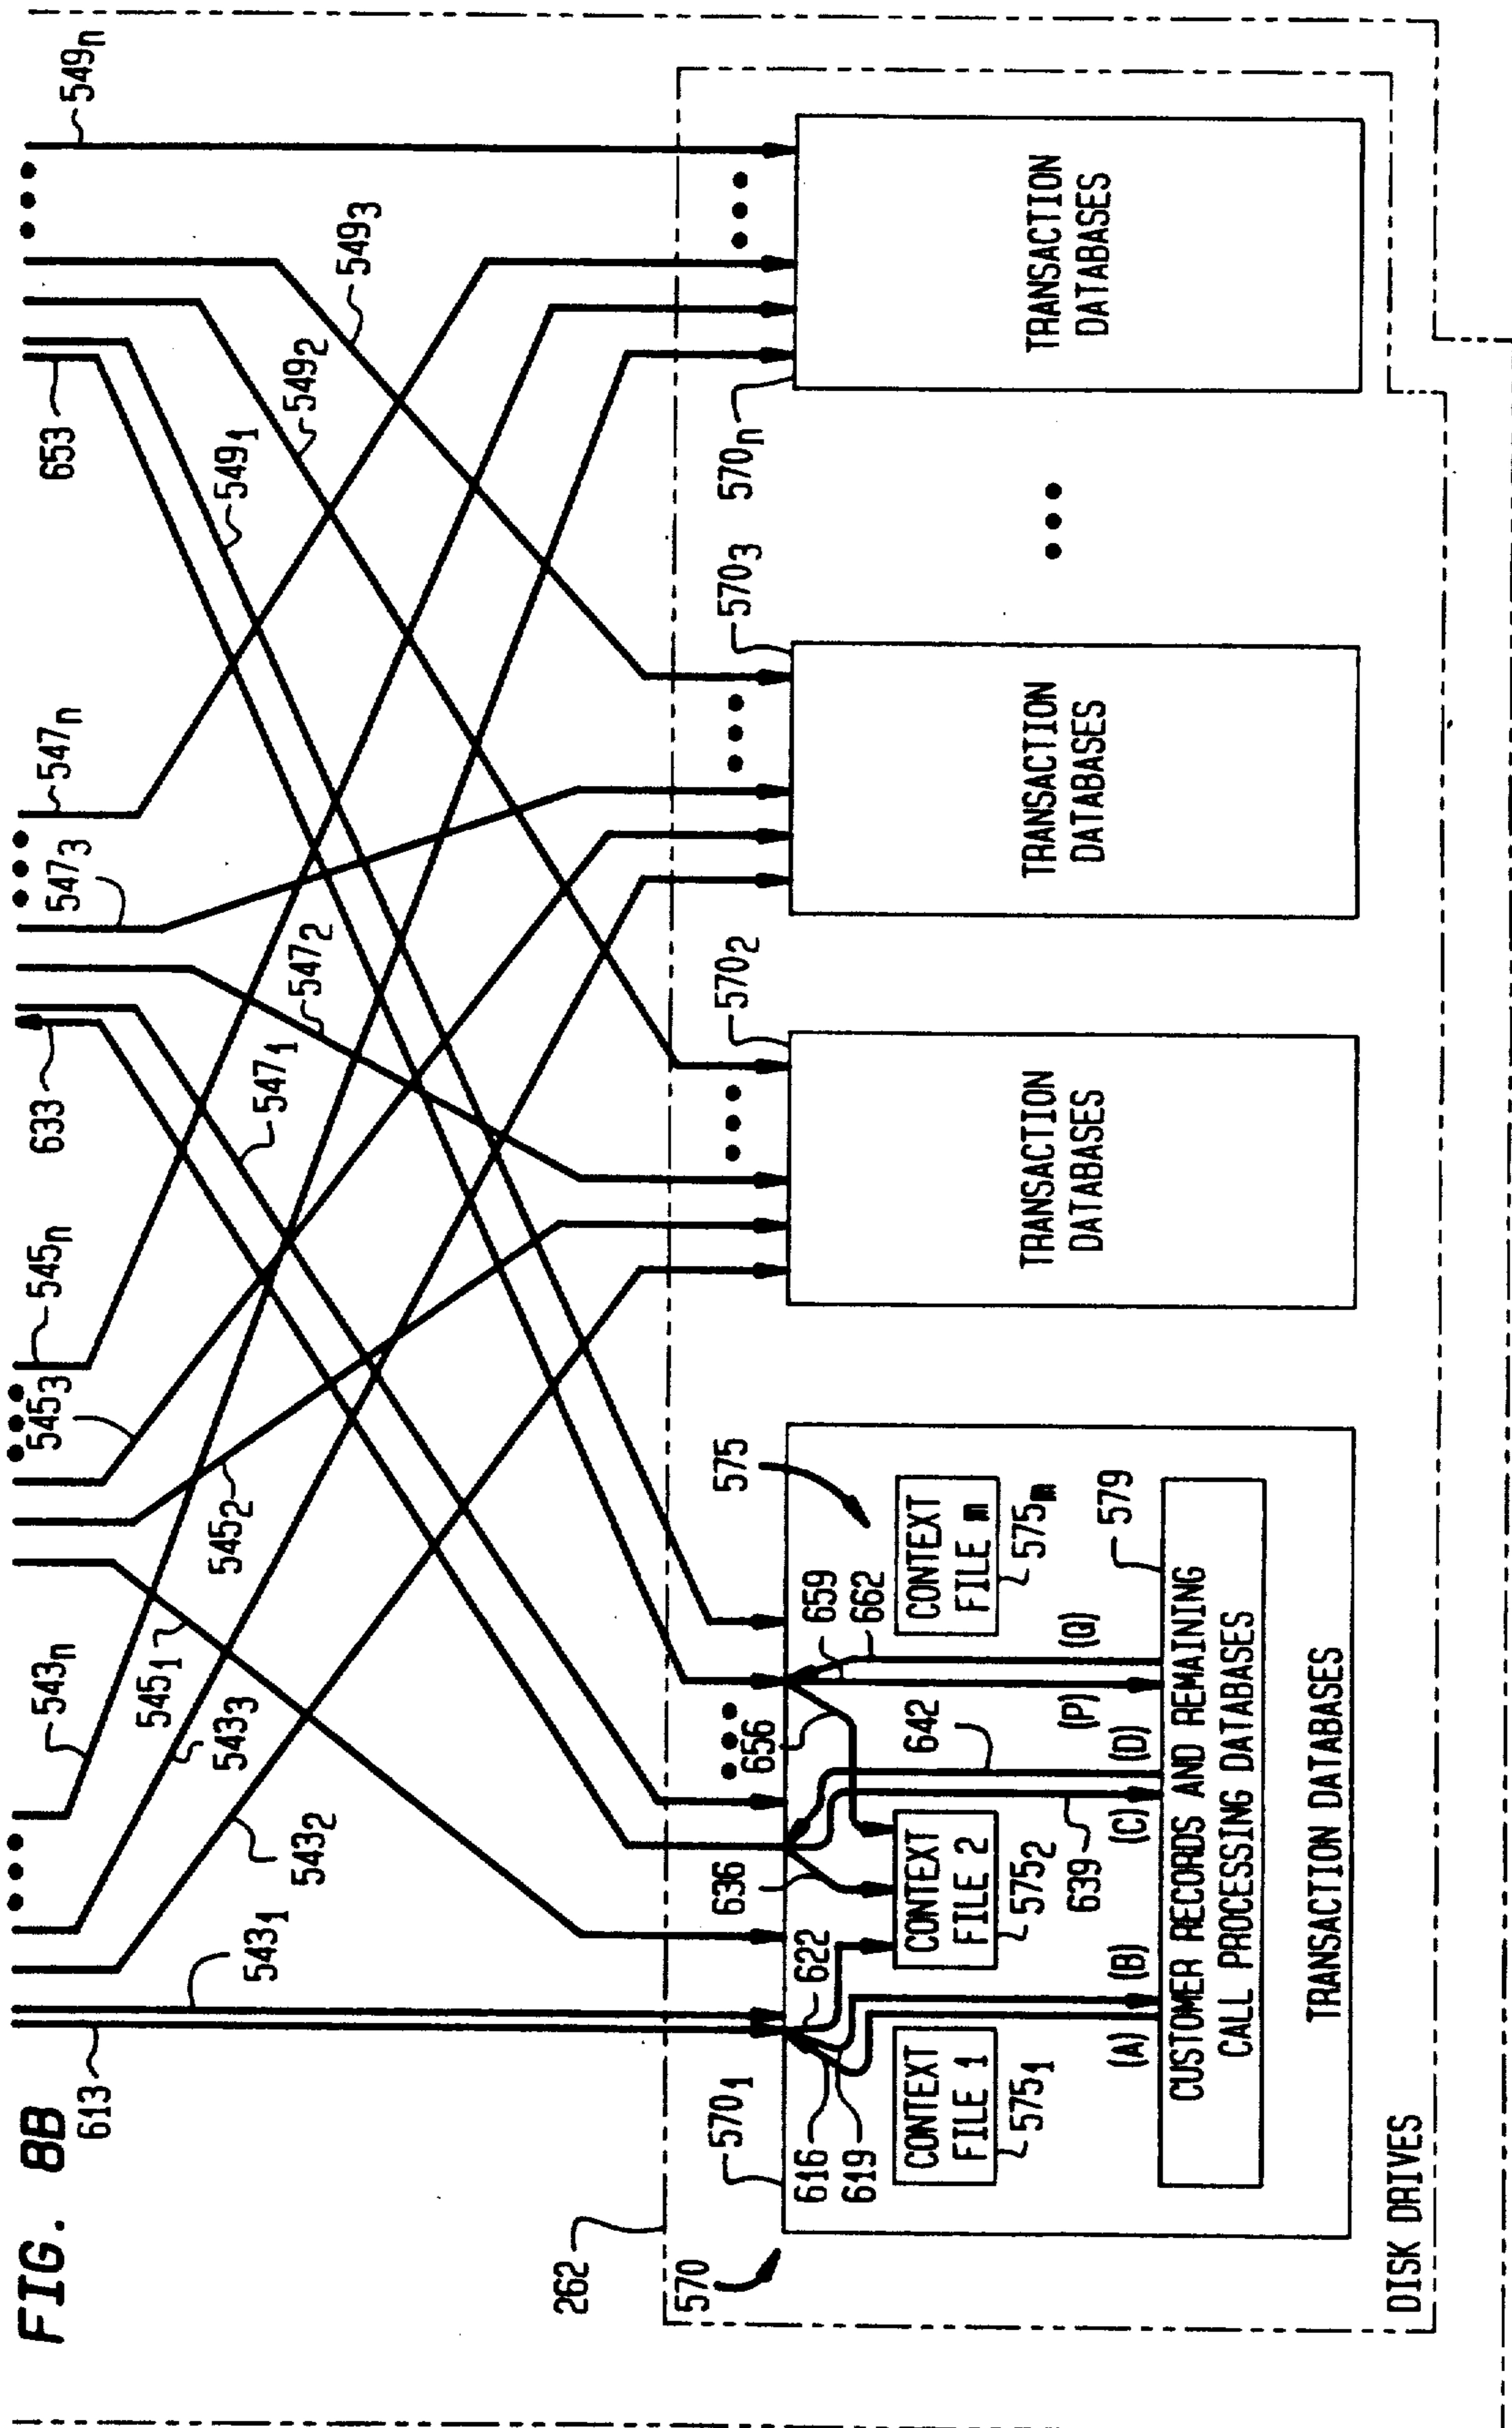 FIG. 8B
613
543₁
543₂
543₃
543ₙ
545₁
545₂
545₃
545ₙ
633
547₁
547₂
547₃
547ₙ
653
549₁
549₂
549₃
549ₙ
262
570
570₁
570₂
570₃
570ₙ
616
619
622
636
656
659
662
642
639
575
CONTEXT
FILE 1
575₁
CONTEXT
FILE 2
575₂
CONTEXT
FILE m
575ₘ
(A)
(B)
(C)
(D)
(P)
(Q)
579
CUSTOMER RECORDS AND REMAINING
CALL PROCESSING DATABASES
TRANSACTION DATABASES
TRANSACTION
DATABASES
TRANSACTION
DATABASES
TRANSACTION
DATABASES
DISK DRIVES